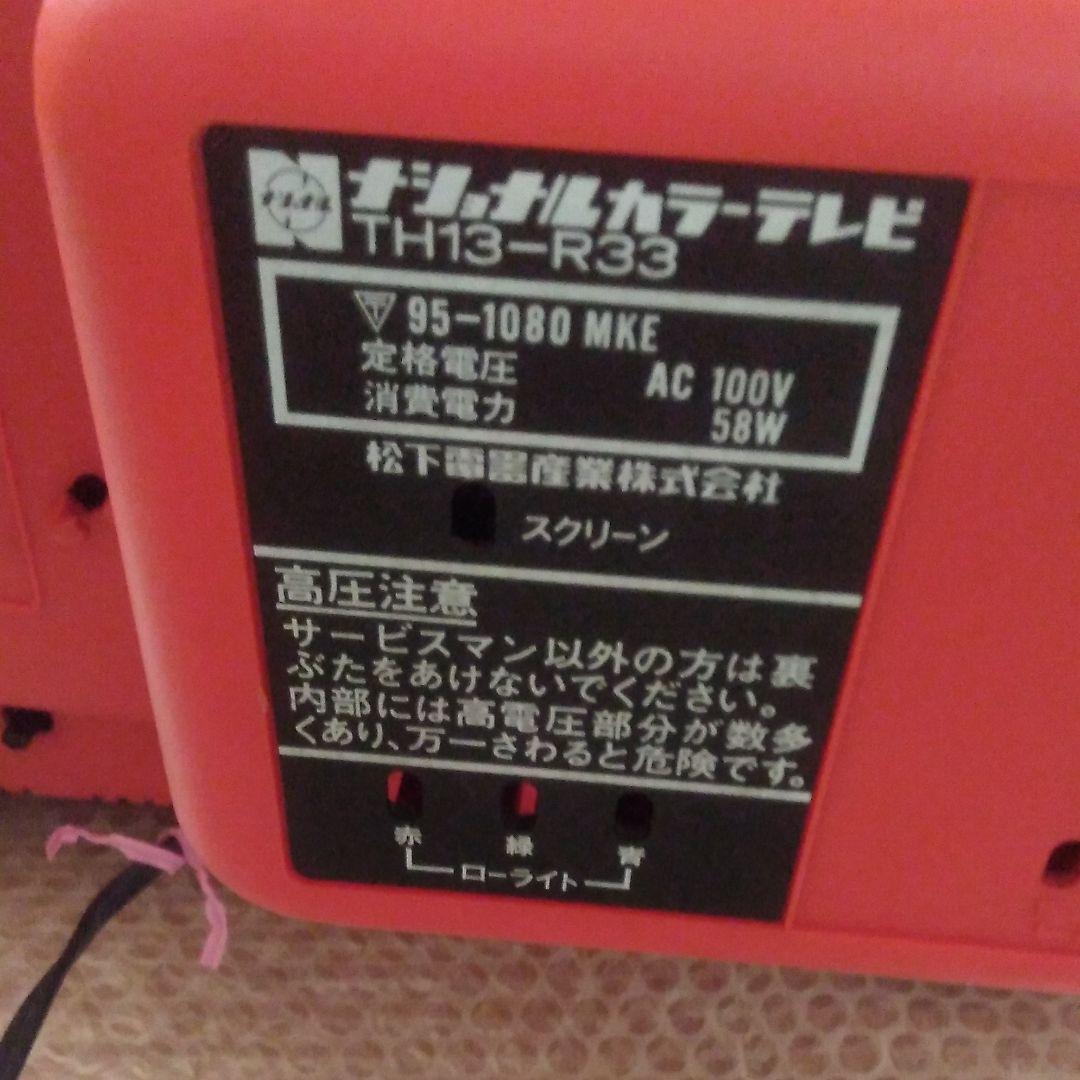 ナショナル
ナショナルカラーテレビ
TH13-R33
〒 95-1080 MKE
定格電圧 AC 100V
消費電力 58W
松下電器産業株式会社
スクリーン
高圧注意
サービスマン以外の方は裏
ぶたをあけないでください。
内部には高電圧部分が数多
くあり、万一さわると危険です。
赤 緑 青
ローライト